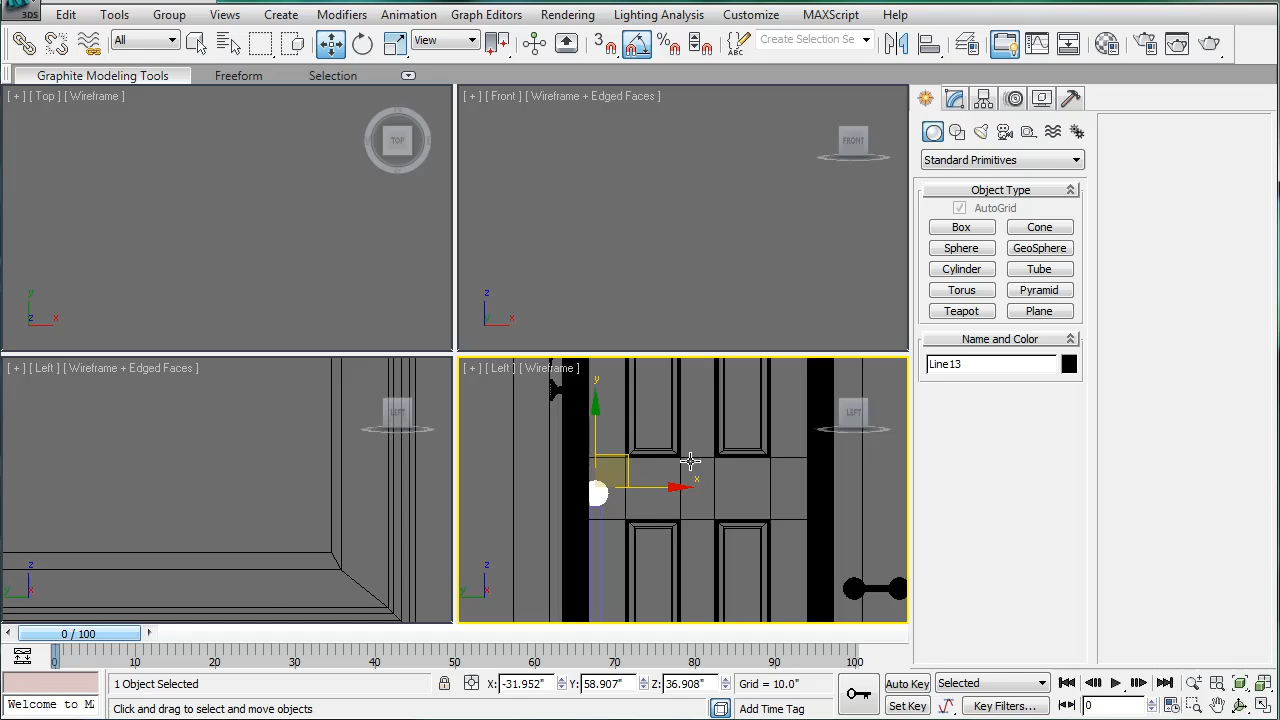 3DS Edit Tools Group Views Create Modifiers Animation Graph Editors Rendering Lighting Analysis Customize MAXScript Help
All View 3 ABC Create Selection Se
Graphite Modeling Tools Freeform Selection
[ + ] [ Top ] [ Wireframe ] [ + ] [ Front ] [ Wireframe + Edged Faces ]
TOP FRONT
Standard Primitives
Object Type
AutoGrid
Box Cone
Sphere GeoSphere
Cylinder Tube
Torus Pyramid
Teapot Plane
y z
z x x
Name and Color
Line13
[ + ] [ Left ] [ Wireframe + Edged Faces ] [ + ] [ Left ] [ Wireframe ]
y
LEFT LEFT
x
z z
y x y x
0 / 100
0 10 20 30 40 50 60 70 80 90 100
1 Object Selected X: -31.952" Y: 58.907" Z: 36.908" Grid = 10.0" Auto Key Selected
Welcome to M Click and drag to select and move objects Add Time Tag Set Key Key Filters... 0